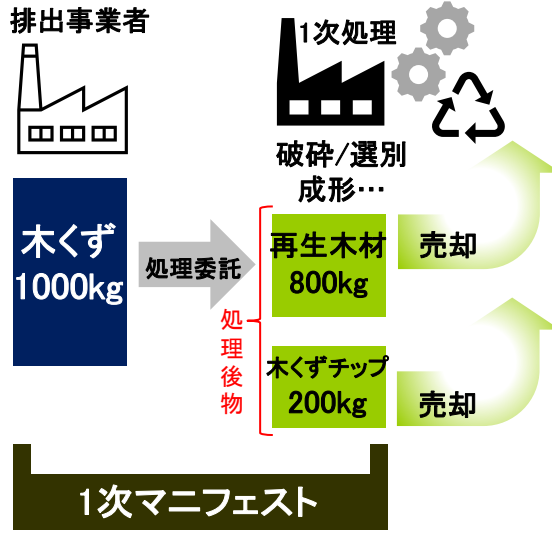 排出事業者
1次処理
破砕/選別
成形…
木くず
1000kg
処理委託
処理後物
再生木材
800kg
売却
木くずチップ
200kg
売却
1次マニフェスト